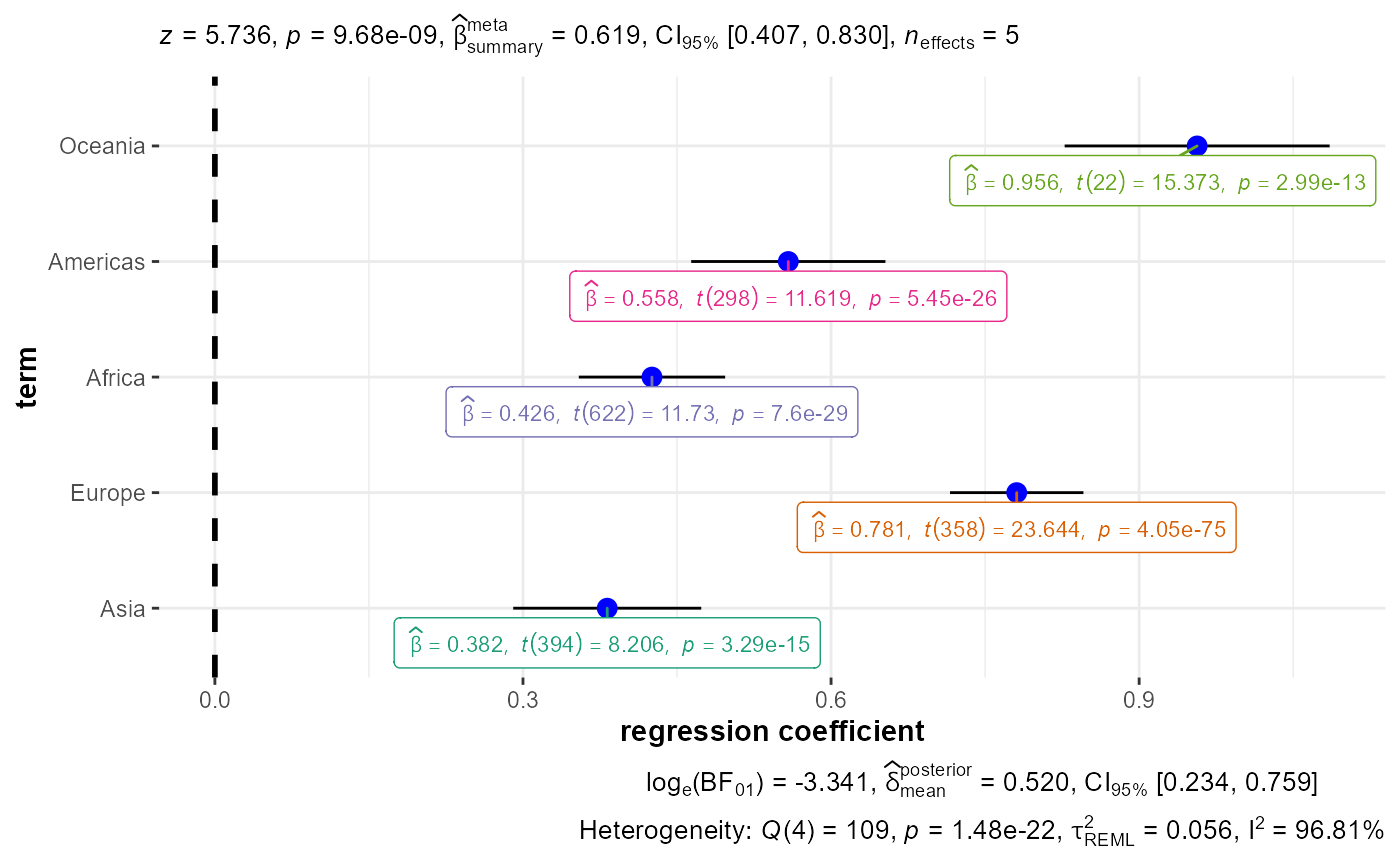 z = 5.736, p = 9.68e-09, β̂ᵐᵉᵗᵃ_summary = 0.619, CI₉₅% [0.407, 0.830], n_effects = 5
Oceania
β̂ = 0.956, t(22) = 15.373, p = 2.99e-13
Americas
β̂ = 0.558, t(298) = 11.619, p = 5.45e-26
Africa
β̂ = 0.426, t(622) = 11.73, p = 7.6e-29
Europe
β̂ = 0.781, t(358) = 23.644, p = 4.05e-75
Asia
β̂ = 0.382, t(394) = 8.206, p = 3.29e-15
term
0.0 0.3 0.6 0.9
regression coefficient
logₑ(BF₀₁) = -3.341, δ̂^posterior_mean = 0.520, CI₉₅% [0.234, 0.759]
Heterogeneity: Q(4) = 109, p = 1.48e-22, τ²_REML = 0.056, I² = 96.81%